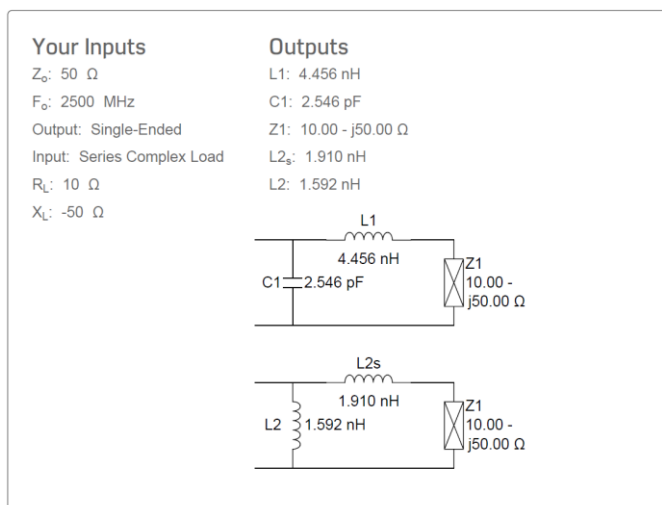 Your Inputs
Zₒ: 50 Ω
Fₒ: 2500 MHz
Output: Single-Ended
Input: Series Complex Load
R_L: 10 Ω
X_L: -50 Ω
Outputs
L1: 4.456 nH
C1: 2.546 pF
Z1: 10.00 - j50.00 Ω
L2ₛ: 1.910 nH
L2: 1.592 nH
L1
4.456 nH
C1
2.546 pF
Z1
10.00 -
j50.00 Ω
L2s
1.910 nH
L2
1.592 nH
Z1
10.00 -
j50.00 Ω